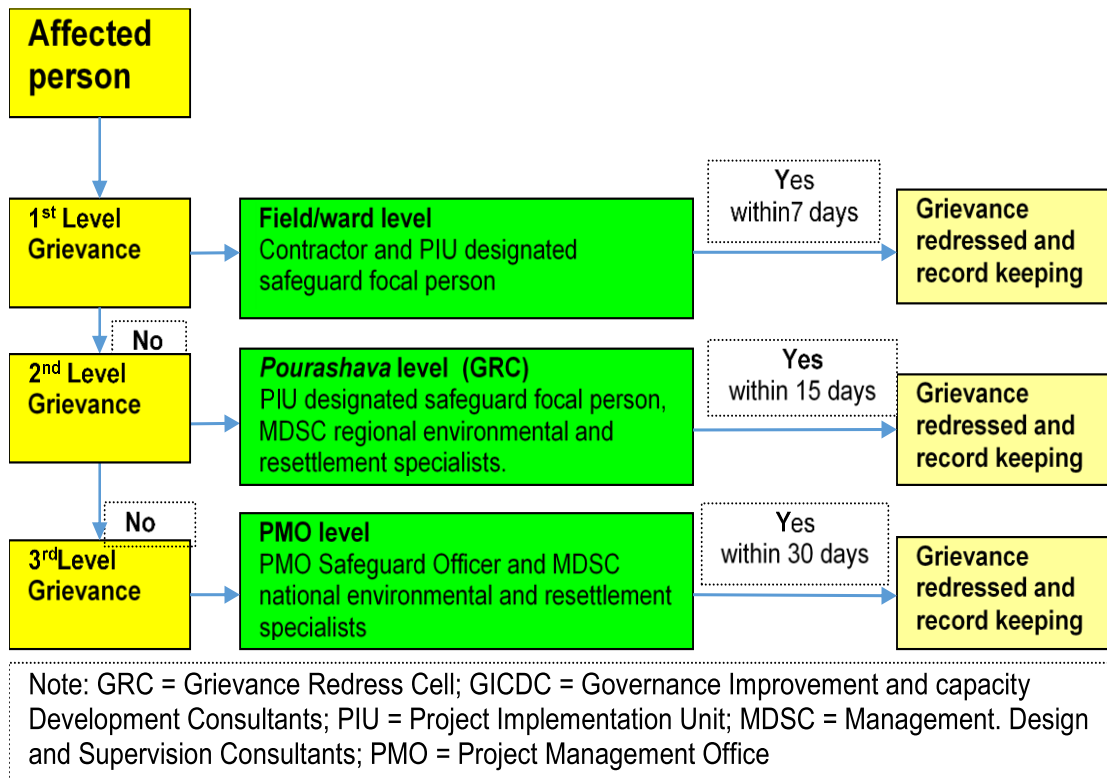 Affected
person
1st Level
Grievance
Field/ward level
Contractor and PIU designated
safeguard focal person
Yes
within7 days
Grievance
redressed and
record keeping
No
2nd Level
Grievance
Pourashava level (GRC)
PIU designated safeguard focal person,
MDSC regional environmental and
resettlement specialists.
Yes
within 15 days
Grievance
redressed and
record keeping
No
3rdLevel
Grievance
PMO level
PMO Safeguard Officer and MDSC
national environmental and resettlement
specialists
Yes
within 30 days
Grievance
redressed and
record keeping
Note: GRC = Grievance Redress Cell; GICDC = Governance Improvement and capacity
Development Consultants; PIU = Project Implementation Unit; MDSC = Management. Design
and Supervision Consultants; PMO = Project Management Office